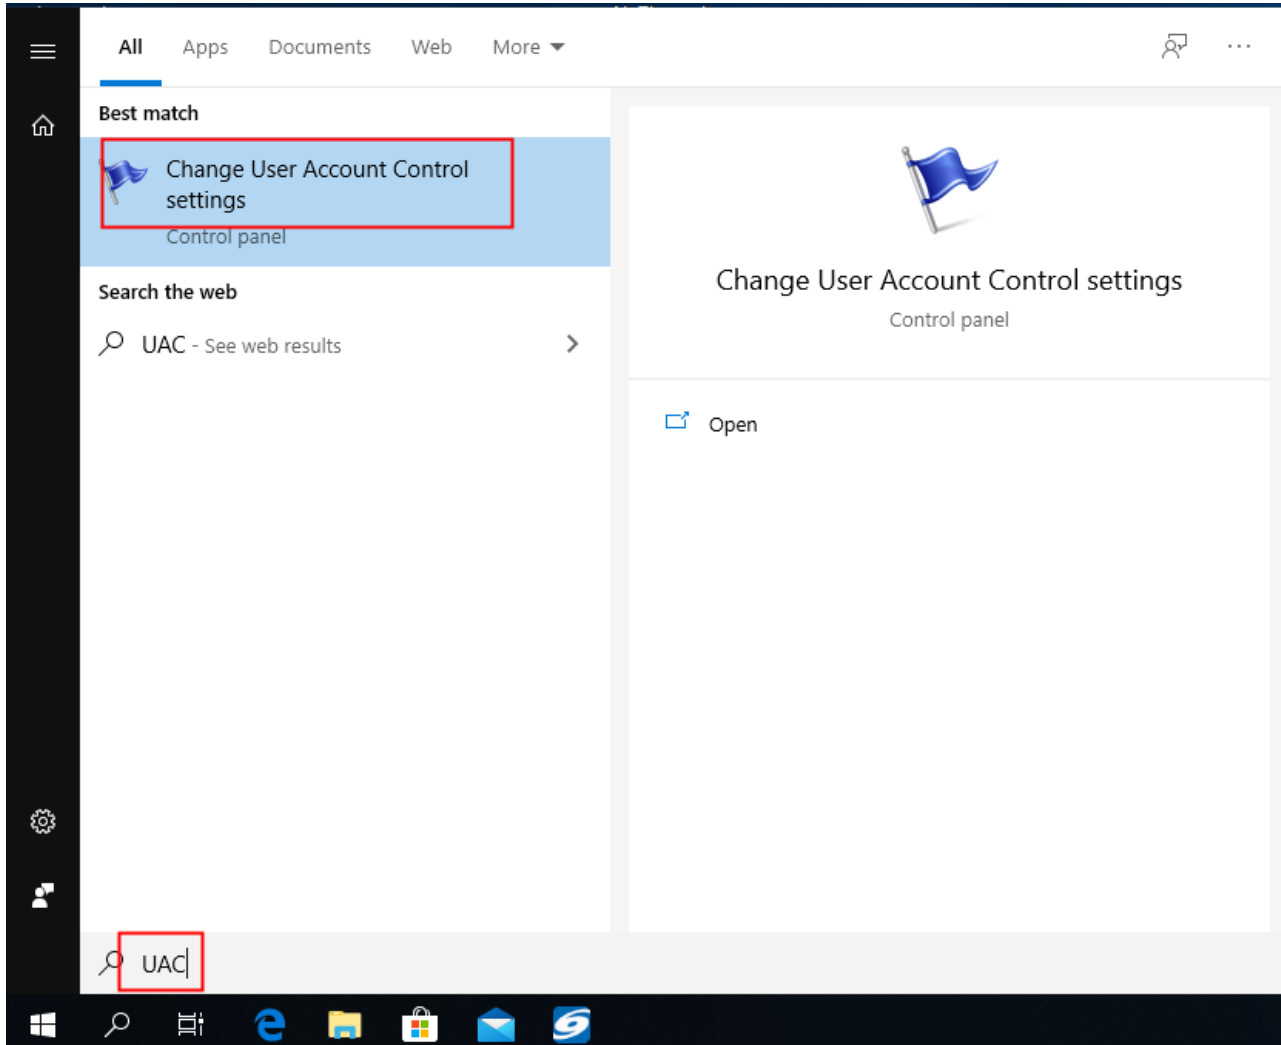 All Apps Documents Web More
Best match
Change User Account Control
settings
Control panel
Search the web
UAC - See web results
Change User Account Control settings
Control panel
Open
UAC